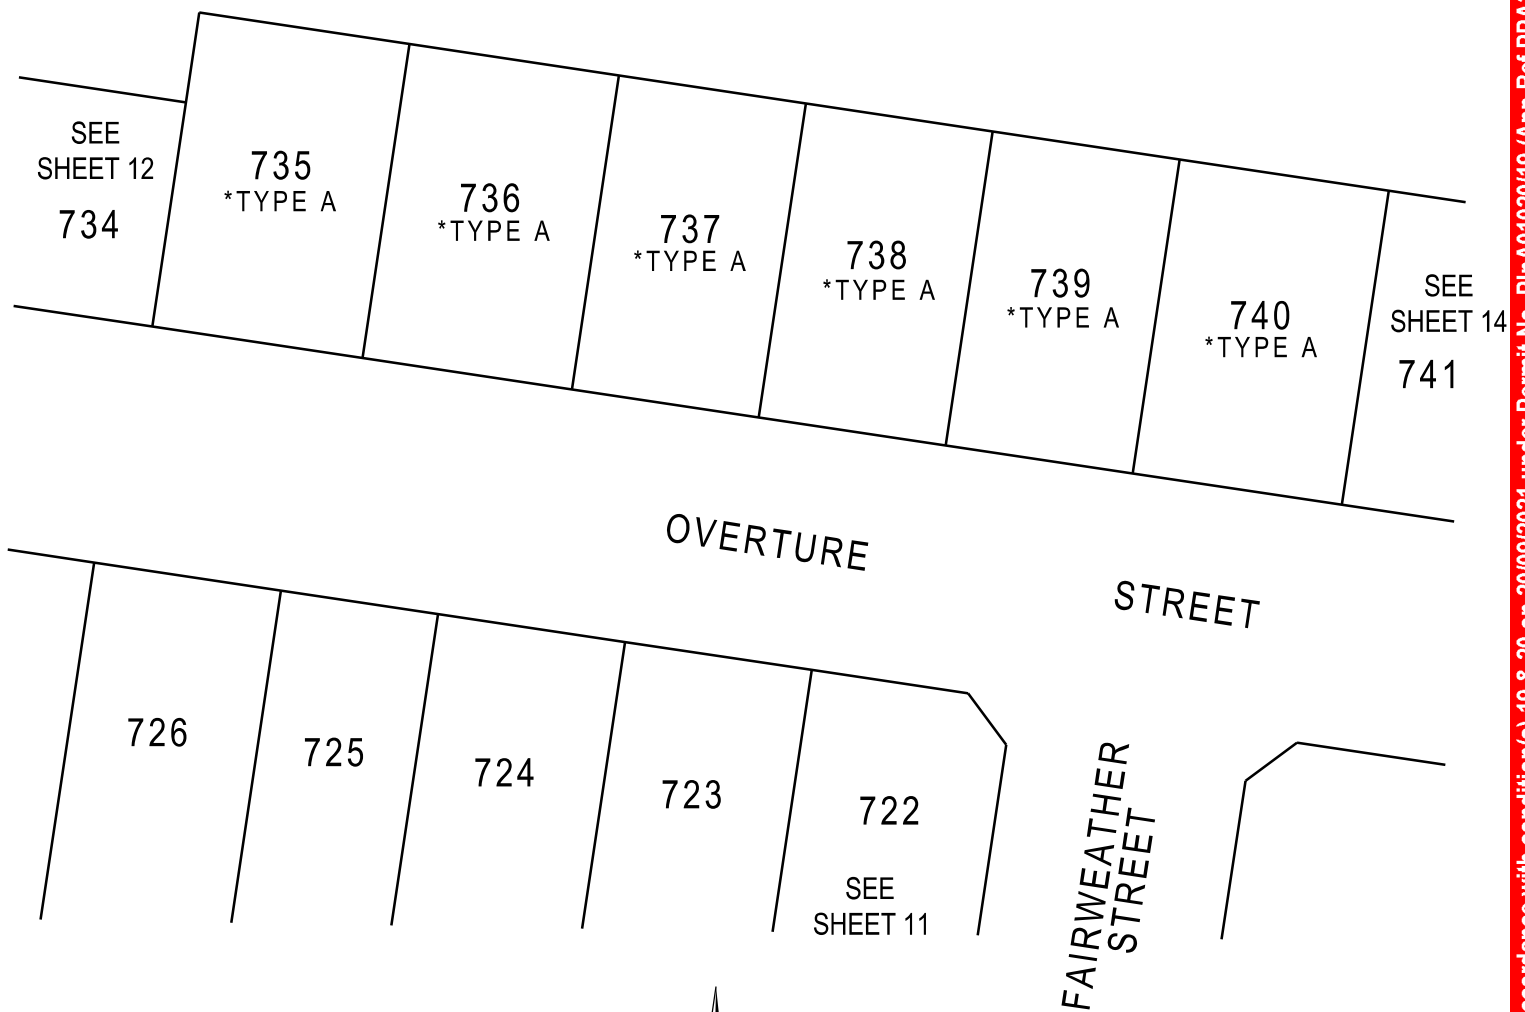 SEE
SHEET 12
734
735
*TYPE A
736
*TYPE A
737
*TYPE A
738
*TYPE A
739
*TYPE A
740
*TYPE A
SEE
SHEET 14
741
OVERTURE STREET
726
725
724
723
722
SEE
SHEET 11
FAIRWEATHER
STREET